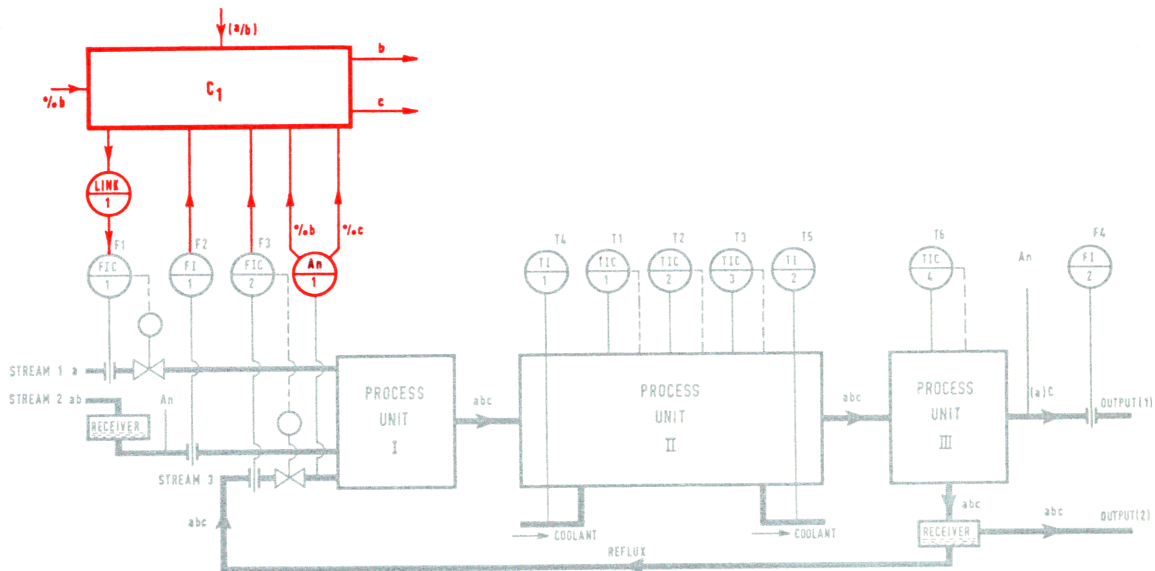 (a/b)
b
C1
%b
c
LINK
1
%b
%c
F1
F2
F3
T4
T1
T2
T3
T5
T6
F4
FIC
1
FI
1
FIC
2
An
1
TI
1
TIC
1
TIC
2
TIC
3
TI
2
TIC
4
An
FI
2
STREAM 1 a
STREAM 2 ab
An
RECEIVER
STREAM 3
abc
PROCESS
UNIT
I
abc
PROCESS
UNIT
II
abc
PROCESS
UNIT
III
(a)C
OUTPUT(1)
abc
abc
OUTPUT(2)
RECEIVER
COOLANT
COOLANT
REFLUX